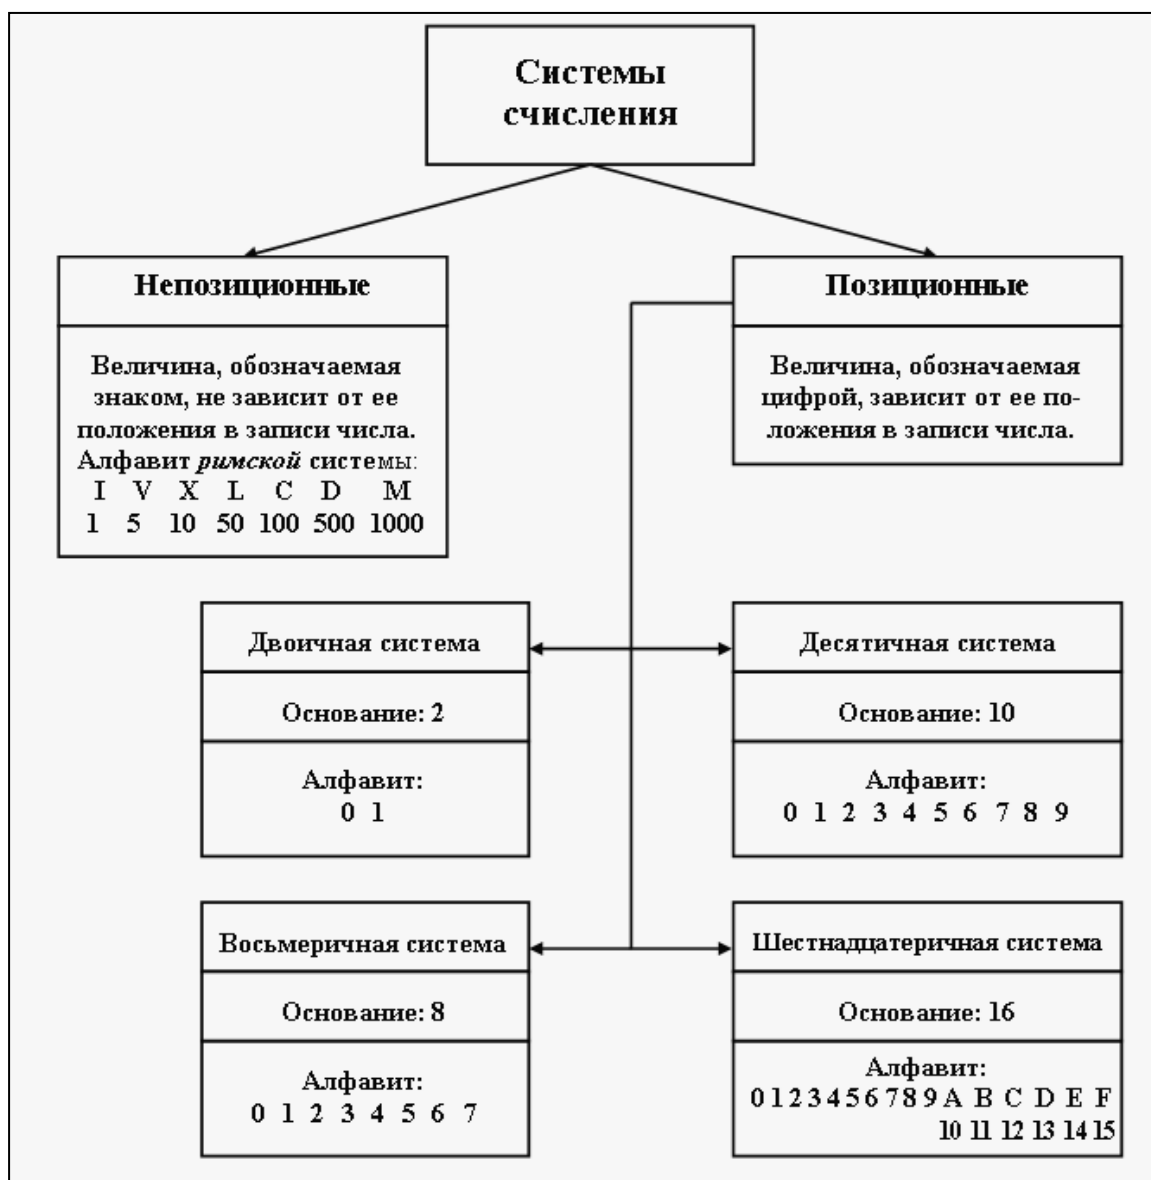 Системы
счисления
Непозиционные
Величина, обозначаемая
знаком, не зависит от ее
положения в записи числа.
Алфавит римской системы:
I V X L C D M
1 5 10 50 100 500 1000
Позиционные
Величина, обозначаемая
цифрой, зависит от ее по-
ложения в записи числа.
Двоичная система
Основание: 2
Алфавит:
0 1
Десятичная система
Основание: 10
Алфавит:
0 1 2 3 4 5 6 7 8 9
Восьмеричная система
Основание: 8
Алфавит:
0 1 2 3 4 5 6 7
Шестнадцатеричная система
Основание: 16
Алфавит:
0 1 2 3 4 5 6 7 8 9 A B C D E F
10 11 12 13 14 15